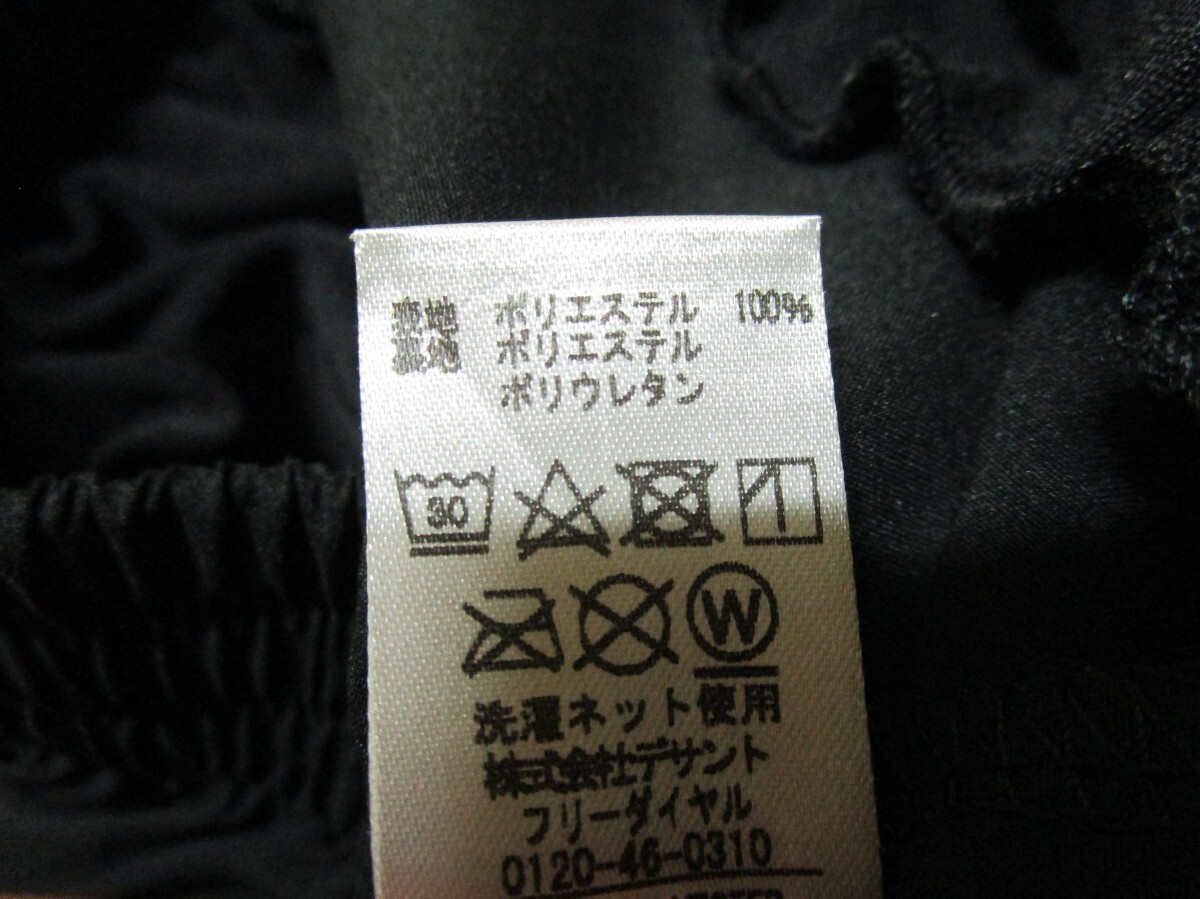 表地 ポリエステル 100%
裏地 ポリエステル
ポリウレタン
30
W
洗濯ネット使用
株式会社デサント
フリーダイヤル
0120-46-0310